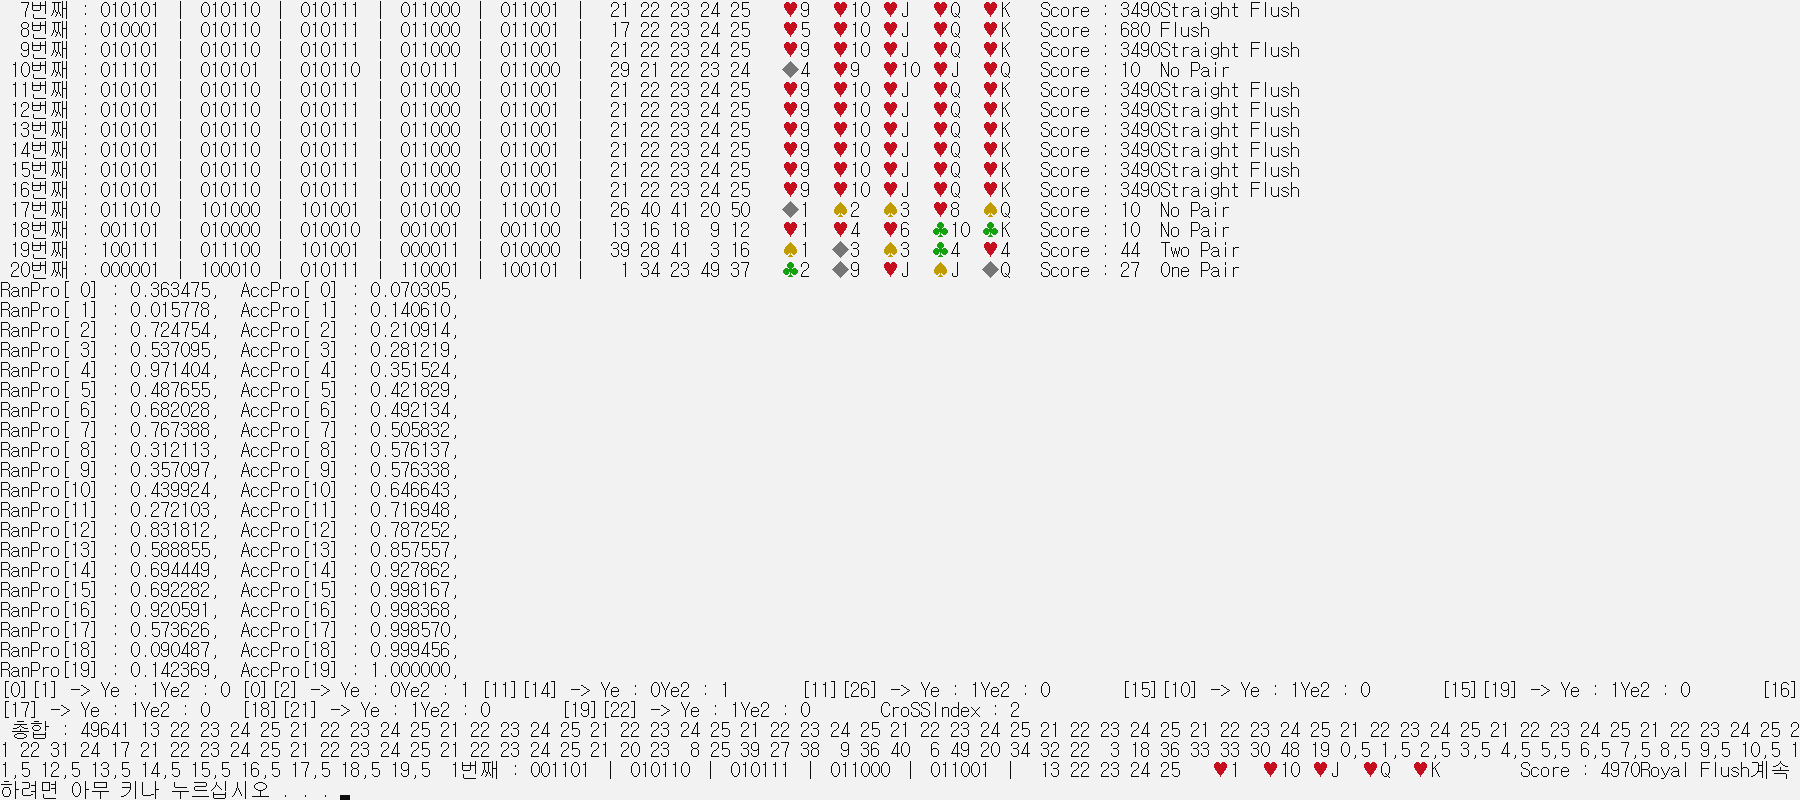 7번째 : 010101 | 010110 | 010111 | 011000 | 011001 | 21 22 23 24 25 ♥9 ♥10 ♥J ♥Q ♥K Score : 3490Straight Flush
8번째 : 010001 | 010110 | 010111 | 011000 | 011001 | 17 22 23 24 25 ♥5 ♥10 ♥J ♥Q ♥K Score : 680 Flush
9번째 : 010101 | 010110 | 010111 | 011000 | 011001 | 21 22 23 24 25 ♥9 ♥10 ♥J ♥Q ♥K Score : 3490Straight Flush
10번째 : 011101 | 010101 | 010110 | 010111 | 011000 | 29 21 22 23 24 ◆4 ♥9 ♥10 ♥J ♥Q Score : 10 No Pair
11번째 : 010101 | 010110 | 010111 | 011000 | 011001 | 21 22 23 24 25 ♥9 ♥10 ♥J ♥Q ♥K Score : 3490Straight Flush
12번째 : 010101 | 010110 | 010111 | 011000 | 011001 | 21 22 23 24 25 ♥9 ♥10 ♥J ♥Q ♥K Score : 3490Straight Flush
13번째 : 010101 | 010110 | 010111 | 011000 | 011001 | 21 22 23 24 25 ♥9 ♥10 ♥J ♥Q ♥K Score : 3490Straight Flush
14번째 : 010101 | 010110 | 010111 | 011000 | 011001 | 21 22 23 24 25 ♥9 ♥10 ♥J ♥Q ♥K Score : 3490Straight Flush
15번째 : 010101 | 010110 | 010111 | 011000 | 011001 | 21 22 23 24 25 ♥9 ♥10 ♥J ♥Q ♥K Score : 3490Straight Flush
16번째 : 010101 | 010110 | 010111 | 011000 | 011001 | 21 22 23 24 25 ♥9 ♥10 ♥J ♥Q ♥K Score : 3490Straight Flush
17번째 : 011010 | 101000 | 101001 | 010100 | 110010 | 26 40 41 20 50 ◆1 ♠2 ♠3 ♥8 ♠Q Score : 10 No Pair
18번째 : 001101 | 010000 | 010010 | 001001 | 001100 | 13 16 18 9 12 ♥1 ♥4 ♥6 ♣10 ♣K Score : 10 No Pair
19번째 : 100111 | 011100 | 101001 | 000011 | 010000 | 39 28 41 3 16 ♠1 ◆3 ♠3 ♣4 ♥4 Score : 44 Two Pair
20번째 : 000001 | 100010 | 010111 | 110001 | 100101 | 1 34 23 49 37 ♣2 ◆9 ♥J ♠J ◆Q Score : 27 One Pair
RanPro[ 0] : 0.363475, AccPro[ 0] : 0.070305,
RanPro[ 1] : 0.015778, AccPro[ 1] : 0.140610,
RanPro[ 2] : 0.724754, AccPro[ 2] : 0.210914,
RanPro[ 3] : 0.537095, AccPro[ 3] : 0.281219,
RanPro[ 4] : 0.971404, AccPro[ 4] : 0.351524,
RanPro[ 5] : 0.487655, AccPro[ 5] : 0.421829,
RanPro[ 6] : 0.682028, AccPro[ 6] : 0.492134,
RanPro[ 7] : 0.767388, AccPro[ 7] : 0.505832,
RanPro[ 8] : 0.312113, AccPro[ 8] : 0.576137,
RanPro[ 9] : 0.357097, AccPro[ 9] : 0.576338,
RanPro[10] : 0.439924, AccPro[10] : 0.646643,
RanPro[11] : 0.272103, AccPro[11] : 0.716948,
RanPro[12] : 0.831812, AccPro[12] : 0.787252,
RanPro[13] : 0.588855, AccPro[13] : 0.857557,
RanPro[14] : 0.694449, AccPro[14] : 0.927862,
RanPro[15] : 0.692282, AccPro[15] : 0.998167,
RanPro[16] : 0.920591, AccPro[16] : 0.998368,
RanPro[17] : 0.573626, AccPro[17] : 0.998570,
RanPro[18] : 0.090487, AccPro[18] : 0.999456,
RanPro[19] : 0.142369, AccPro[19] : 1.000000,
[0][1] -> Ye : 1Ye2 : 0 [0][2] -> Ye : 0Ye2 : 1 [11][14] -> Ye : 0Ye2 : 1 [11][26] -> Ye : 1Ye2 : 0 [15][10] -> Ye : 1Ye2 : 0 [15][19] -> Ye : 1Ye2 : 0 [16]
[17] -> Ye : 1Ye2 : 0 [18][21] -> Ye : 1Ye2 : 0 [19][22] -> Ye : 1Ye2 : 0 CroSSIndex : 2
총합 : 49641 13 22 23 24 25 21 22 23 24 25 21 22 23 24 25 21 22 23 24 25 21 22 23 24 25 21 22 23 24 25 21 22 23 24 25 21 22 23 24 25 21 22 23 24 25 21 22 23 24 25 21 22 23 24 25 2
1 22 31 24 17 21 22 23 24 25 21 22 23 24 25 21 20 23 8 25 39 27 38 9 36 40 6 49 20 34 32 22 3 18 36 33 33 30 48 19 0,5 1,5 2,5 3,5 4,5 5,5 6,5 7,5 8,5 9,5 10,5 1
1,5 12,5 13,5 14,5 15,5 16,5 17,5 18,5 19,5 1번째 : 001101 | 010110 | 010111 | 011000 | 011001 | 13 22 23 24 25 ♥1 ♥10 ♥J ♥Q ♥K Score : 4970Royal Flush계속
하려면 아무 키나 누르십시오 . . .